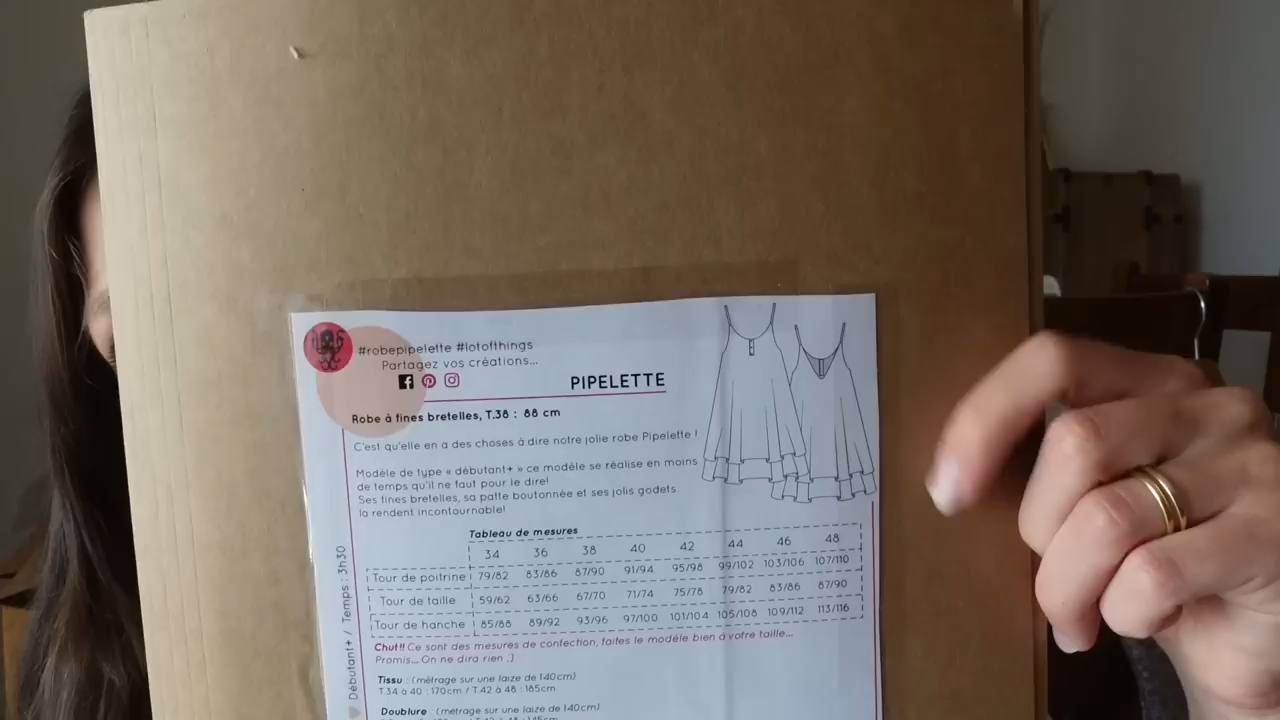 #robepipelette #lotofthings
Partagez vos créations...
PIPELETTE
Robe à fines bretelles, T.38 : 88 cm
C'est qu'elle en a des choses à dire notre jolie robe Pipelette !
Modèle de type « débutant+ » ce modèle se réalise en moins
de temps qu'il ne faut pour le dire!
Ses fines bretelles, sa patte boutonnée et ses jolis godets
la rendent incontournable!
Tableau de mesures
34 36 38 40 42 44 46 48
Tour de poitrine 79/82 83/86 87/90 91/94 95/98 99/102 103/106 107/110
Tour de taille 59/62 63/66 67/70 71/74 75/78 79/82 83/86 87/90
Tour de hanche 85/88 89/92 93/96 97/100 101/104 105/108 109/112 113/116
Chut!! Ce sont des mesures de confection, faites le modèle bien à votre taille...
Promis... On ne dira rien ;)
Tissu : (métrage sur une laize de 140cm)
T.34 à 40 : 170cm / T.42 à 48 : 185cm
Doublure : (métrage sur une laize de 140cm)
Débutant+ / Temps : 3h30